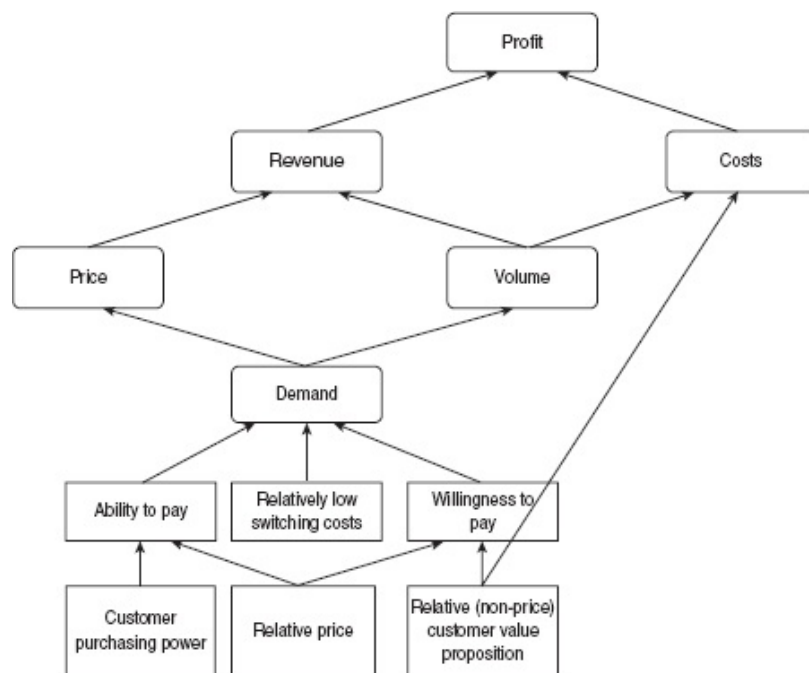 Profit
Revenue
Costs
Price
Volume
Demand
Ability to pay
Relatively low
switching costs
Willingness to
pay
Customer
purchasing power
Relative price
Relative (non-price)
customer value
proposition